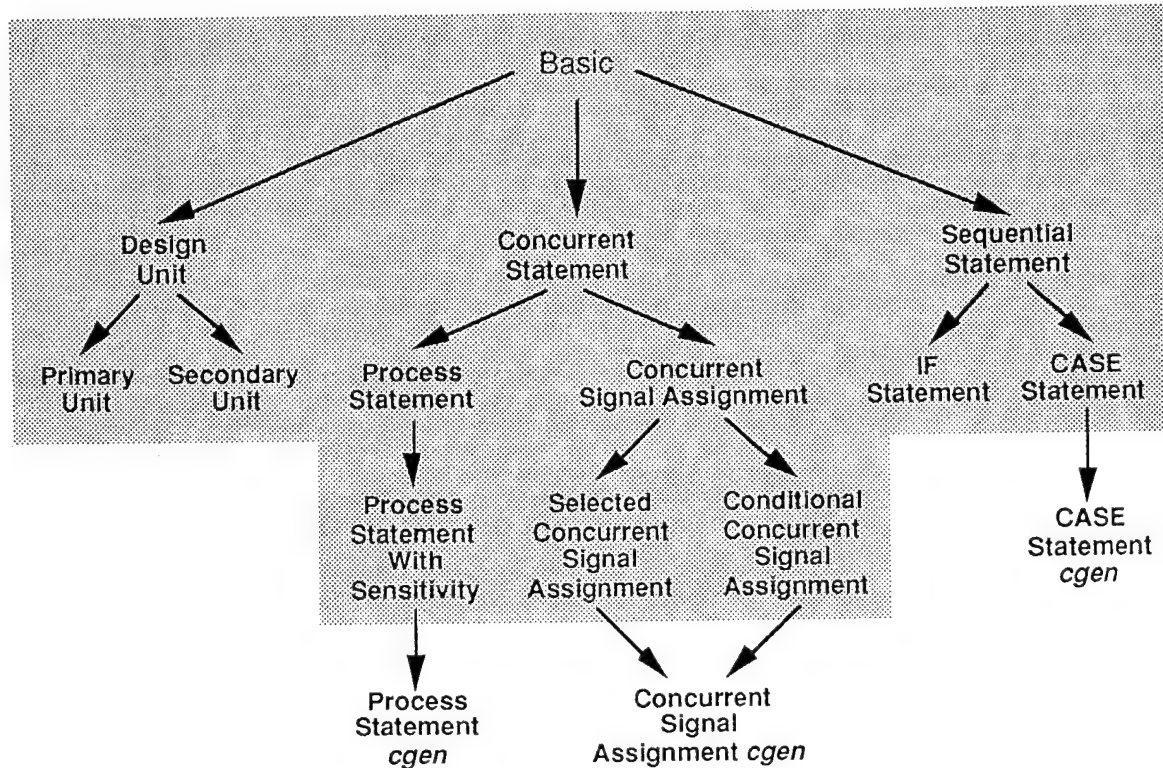 Basic
Design
Unit
Concurrent
Statement
Sequential
Statement
Primary
Unit
Secondary
Unit
Process
Statement
Concurrent
Signal Assignment
IF
Statement
CASE
Statement
Process
Statement
With
Sensitivity
Selected
Concurrent
Signal
Assignment
Conditional
Concurrent
Signal
Assignment
CASE
Statement
cgen
Process
Statement
cgen
Concurrent
Signal
Assignment cgen